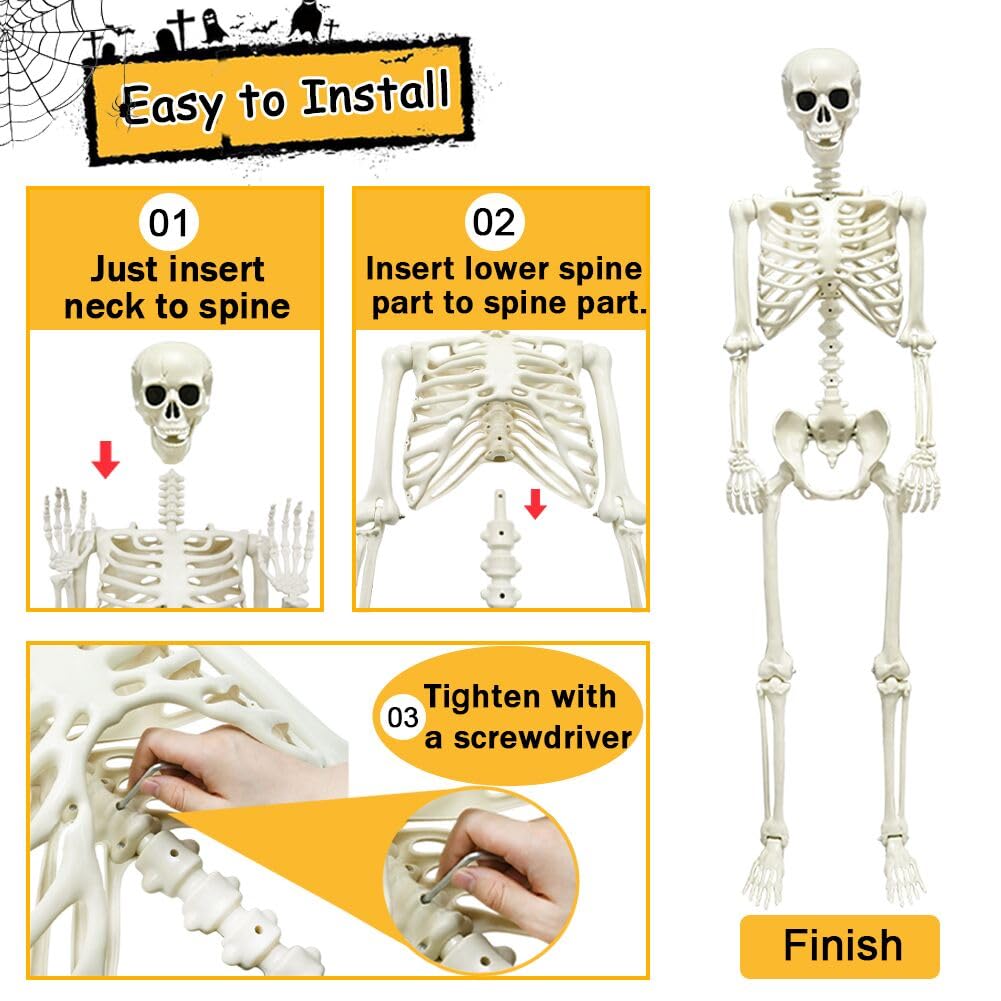 Easy to Install
01
Just insert
neck to spine
02
Insert lower spine
part to spine part.
03
Tighten with
a screwdriver
Finish